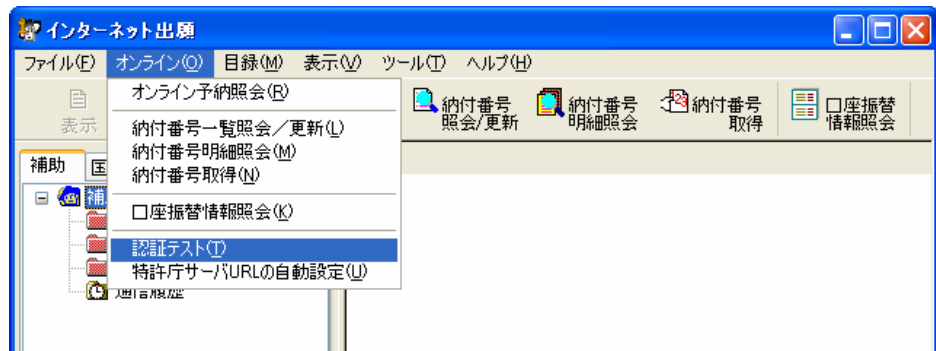 インターネット出願
ファイル(F) オンライン(O) 目録(M) 表示(V) ツール(T) ヘルプ(H)
表示
オンライン予納照会(R)
納付番号一覧照会／更新(L)
納付番号明細照会(M)
納付番号取得(N)
口座振替情報照会(K)
認証テスト(T)
特許庁サーバURLの自動設定(U)
納付番号
照会/更新
納付番号
明細照会
納付番号
取得
口座振替
情報照会
補助
通信履歴